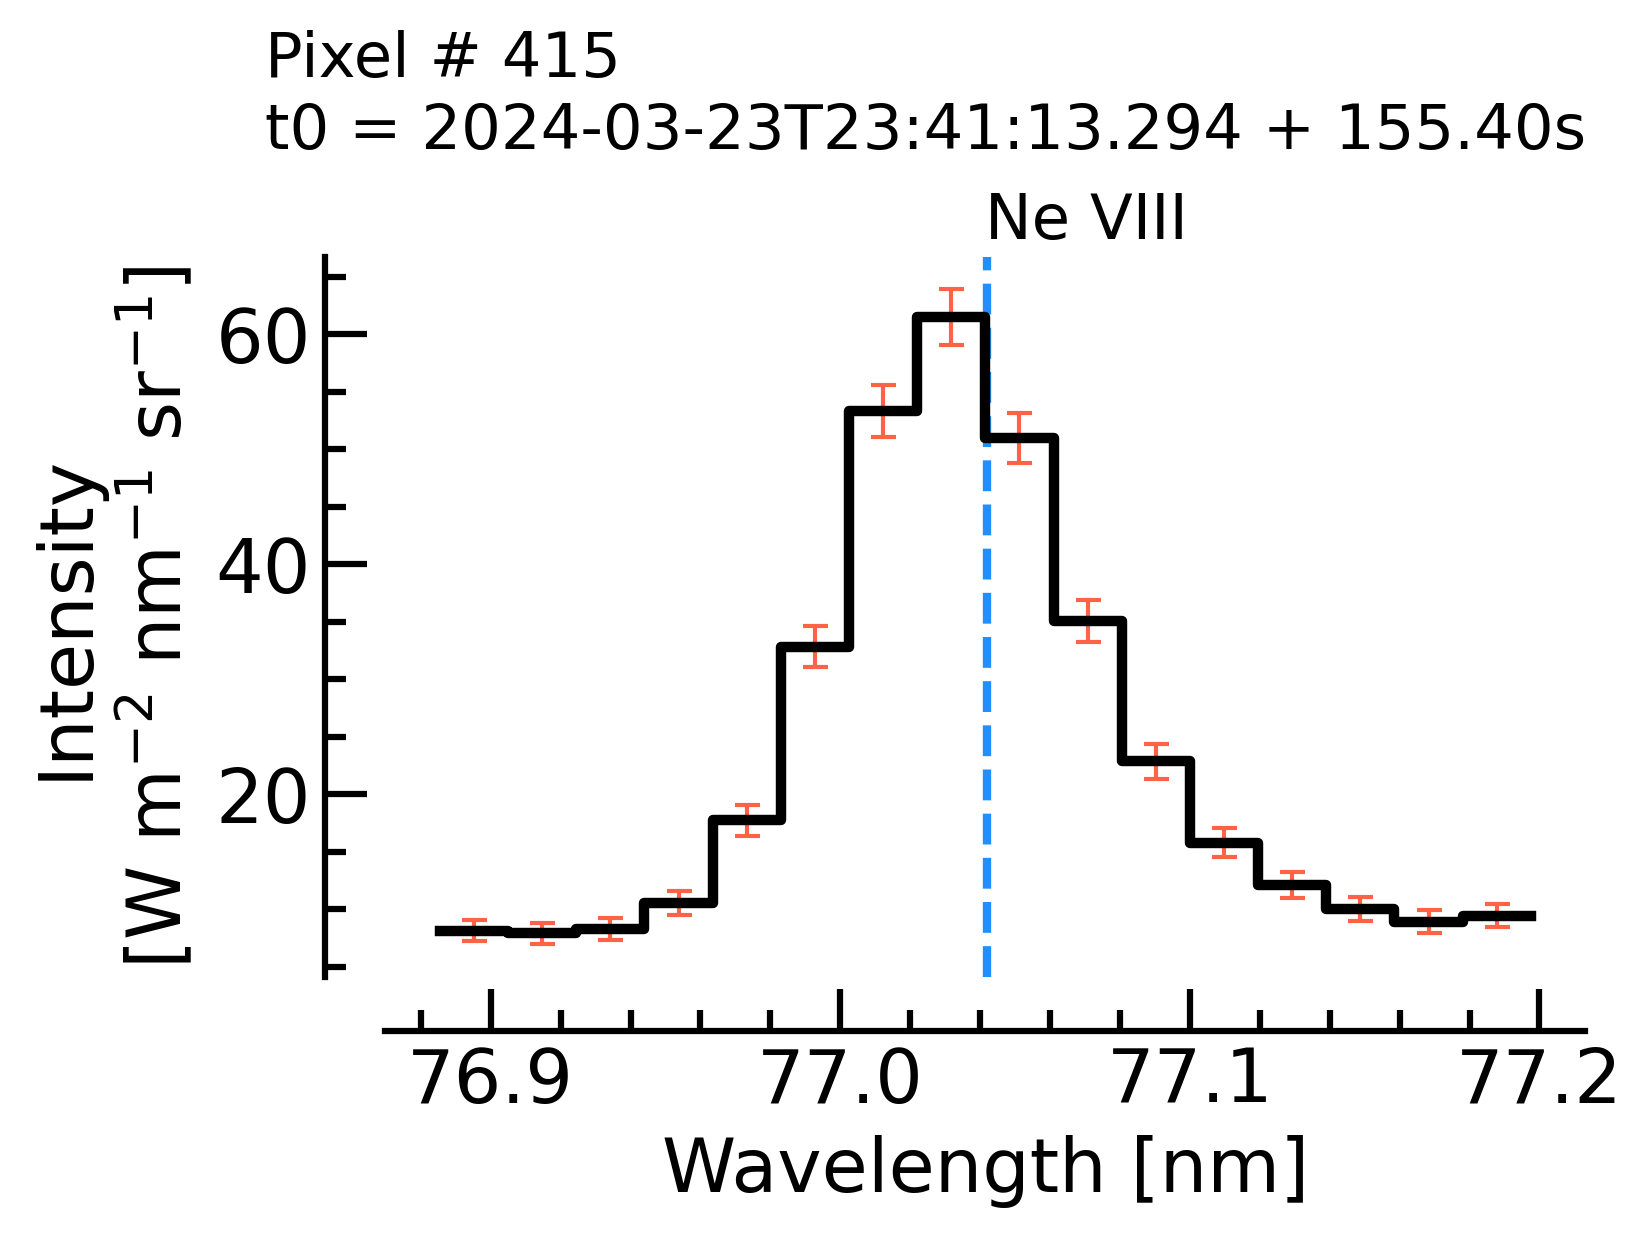 Pixel # 415
t0 = 2024-03-23T23:41:13.294 + 155.40s
Ne VIII
Intensity
[W m⁻² nm⁻¹ sr⁻¹]
60
40
20
76.9 77.0 77.1 77.2
Wavelength [nm]